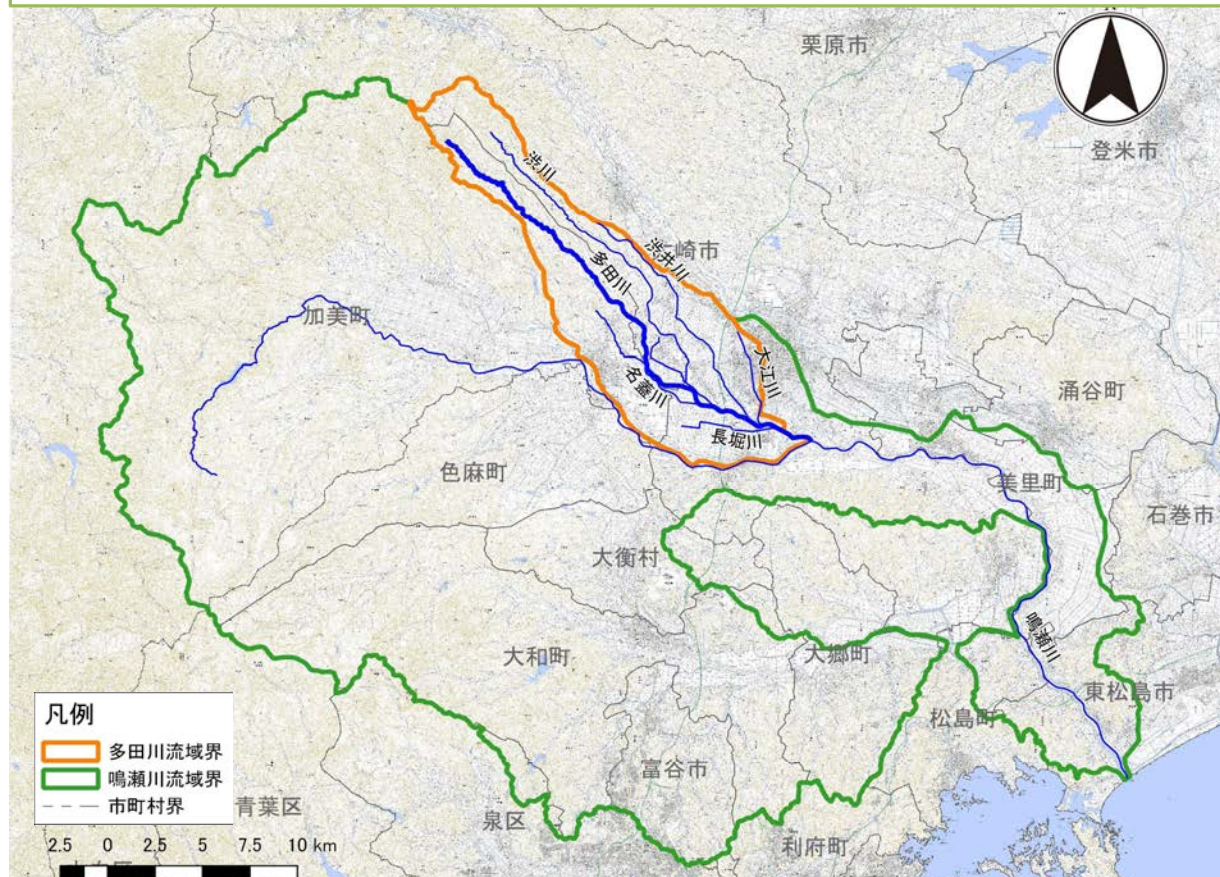 栗原市
登米市
渋川
渋井川
崎市
多田川
加美町
大江川
名蓋川
涌谷町
長堀川
色麻町
美里町
石巻市
大衡村
鳴瀬川
大和町
大郷町
東松島市
松島町
富谷市
青葉区
泉区
利府町
凡例
多田川流域界
鳴瀬川流域界
市町村界
2.5 0 2.5 5 7.5 10 km